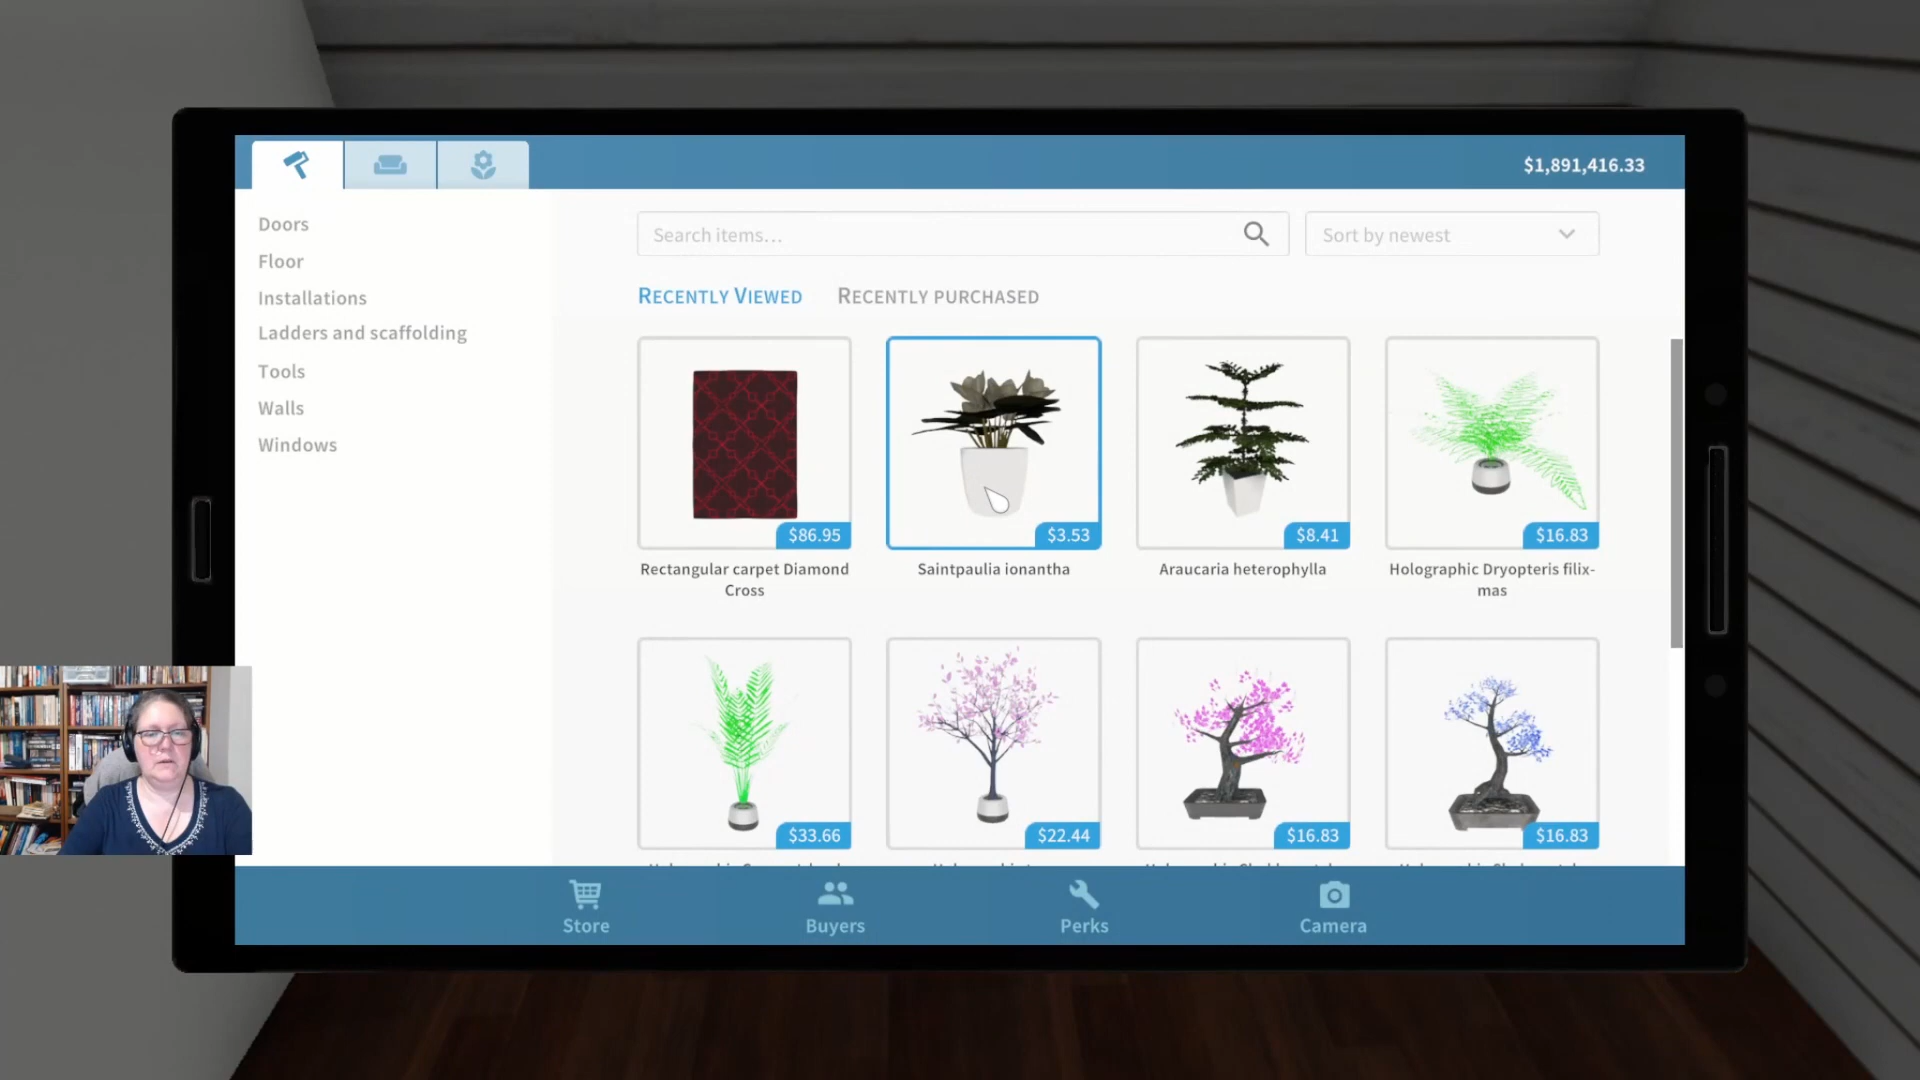 $1,891,416.33
Doors
Floor
Installations
Ladders and scaffolding
Tools
Walls
Windows
Search items...
Sort by newest
RECENTLY VIEWED
RECENTLY PURCHASED
$86.95
$3.53
$8.41
$16.83
Rectangular carpet Diamond
Cross
Saintpaulia ionantha
Araucaria heterophylla
Holographic Dryopteris filix-
mas
$33.66
$22.44
$16.83
$16.83
Store
Buyers
Perks
Camera